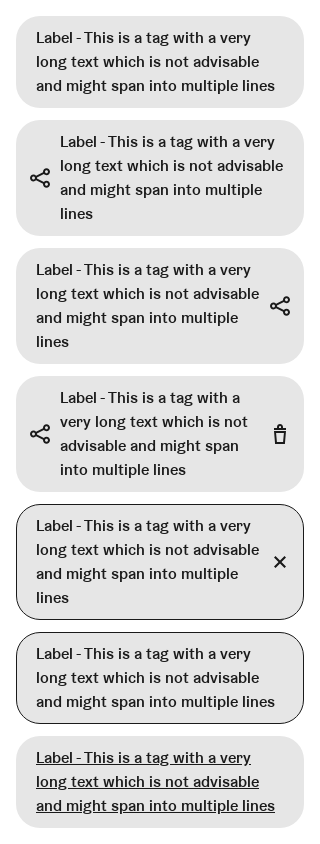 Label - This is a tag with a very
long text which is not advisable
and might span into multiple lines
Label - This is a tag with a very
long text which is not advisable
and might span into multiple
lines
Label - This is a tag with a very
long text which is not advisable
and might span into multiple
lines
Label - This is a tag with a
very long text which is not
advisable and might span
into multiple lines
Label - This is a tag with a very
long text which is not advisable
and might span into multiple
lines
Label - This is a tag with a very
long text which is not advisable
and might span into multiple lines
Label - This is a tag with a very
long text which is not advisable
and might span into multiple lines